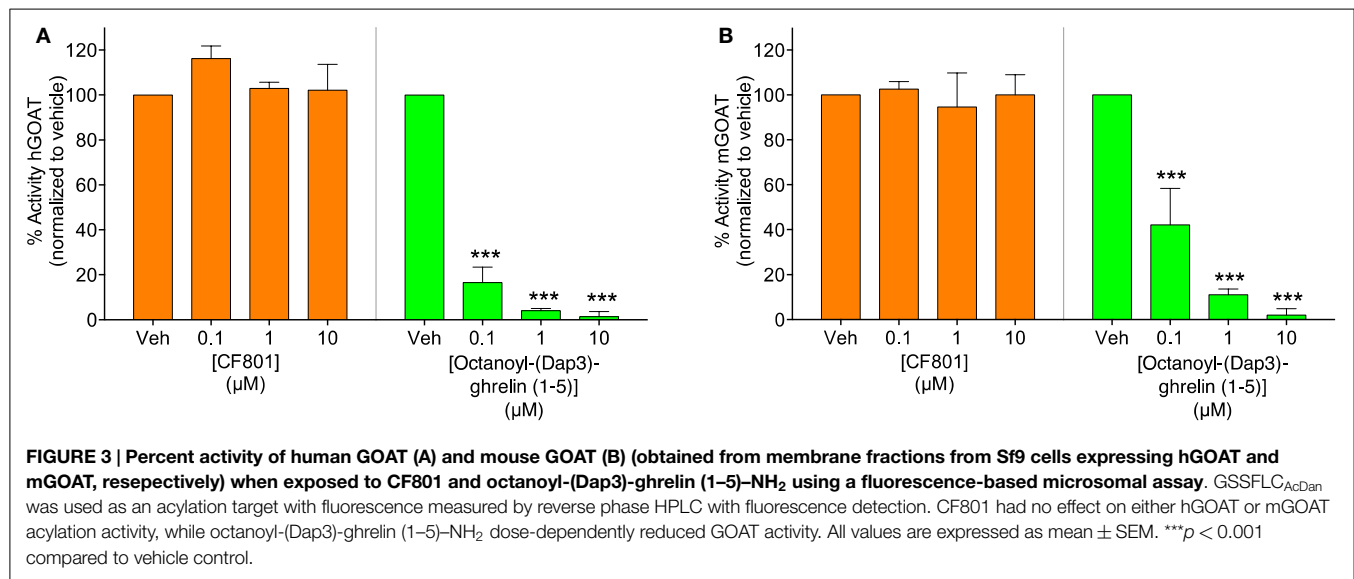 A
% Activity hGOAT
(normalized to vehicle)
120
100
80
60
40
20
0
*** *** ***
Veh 0.1 1 10 Veh 0.1 1 10
[CF801]
(µM)
[Octanoyl-(Dap3)-
ghrelin (1-5)]
(µM)
B
% Activity mGOAT
(normalized to vehicle)
120
100
80
60
40
20
0
*** *** ***
Veh 0.1 1 10 Veh 0.1 1 10
[CF801]
(µM)
[Octanoyl-(Dap3)-
ghrelin (1-5)]
(µM)
FIGURE 3 | Percent activity of human GOAT (A) and mouse GOAT (B) (obtained from membrane fractions from Sf9 cells expressing hGOAT and
mGOAT, resepectively) when exposed to CF801 and octanoyl-(Dap3)-ghrelin (1–5)–NH₂ using a fluorescence-based microsomal assay. GSSFLC_AcDan
was used as an acylation target with fluorescence measured by reverse phase HPLC with fluorescence detection. CF801 had no effect on either hGOAT or mGOAT
acylation activity, while octanoyl-(Dap3)-ghrelin (1–5)–NH₂ dose-dependently reduced GOAT activity. All values are expressed as mean ± SEM. ***p < 0.001
compared to vehicle control.